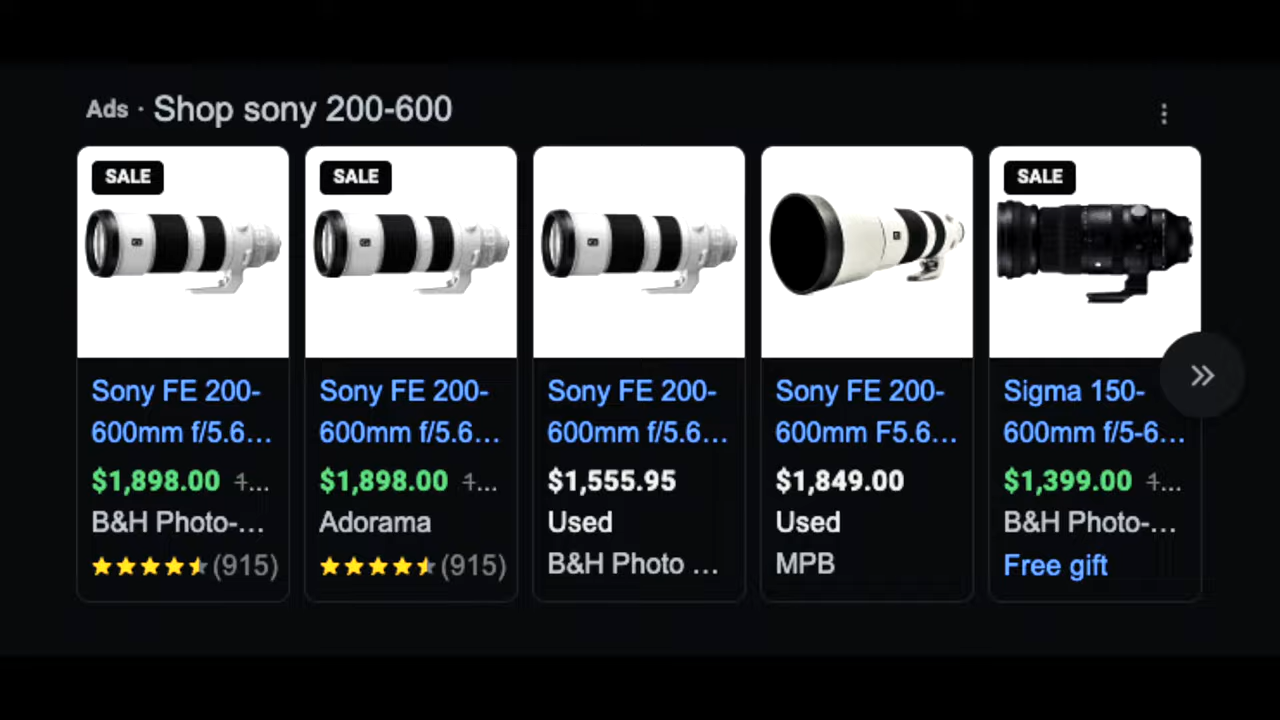 Ads · Shop sony 200-600
SALE
Sony FE 200-
600mm f/5.6...
$1,898.00 1...
B&H Photo-...
(915)
SALE
Sony FE 200-
600mm f/5.6...
$1,898.00 1...
Adorama
(915)
Sony FE 200-
600mm f/5.6...
$1,555.95
Used
B&H Photo ...
Sony FE 200-
600mm F5.6...
$1,849.00
Used
MPB
SALE
Sigma 150-
600mm f/5-6...
$1,399.00 1...
B&H Photo-...
Free gift